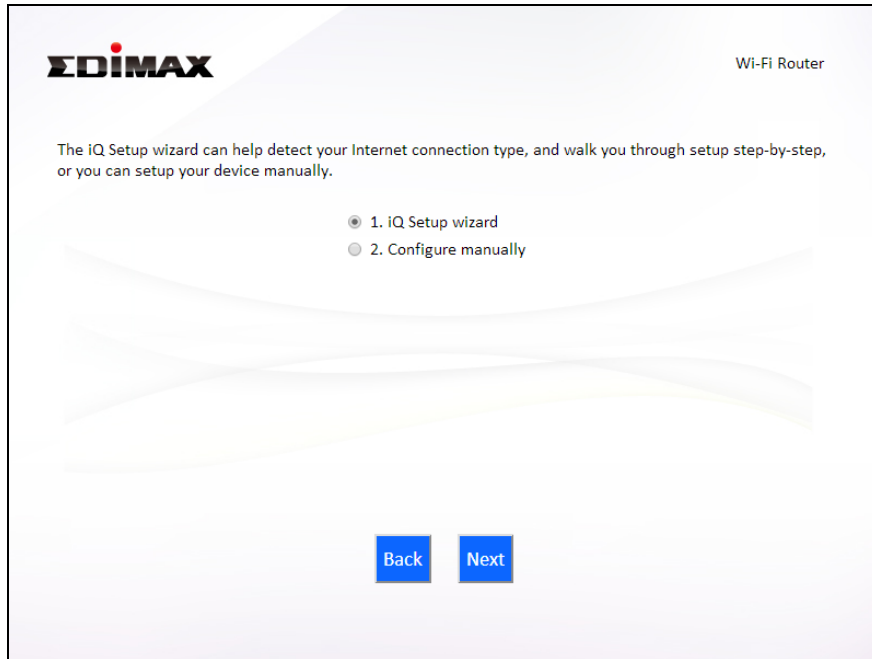 EDiMAX
Wi-Fi Router
The iQ Setup wizard can help detect your Internet connection type, and walk you through setup step-by-step,
or you can setup your device manually.
1. iQ Setup wizard
2. Configure manually
Back Next